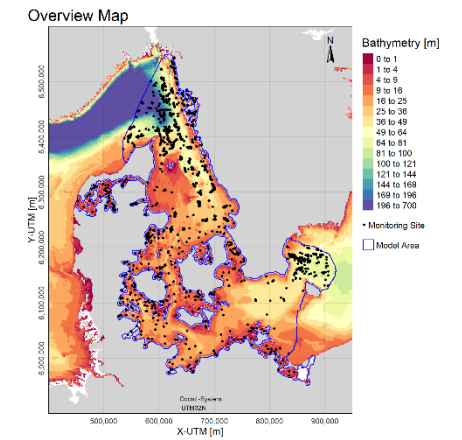 Overview Map
N
Bathymetry [m]
0 to 1
1 to 4
4 to 9
9 to 16
16 to 25
25 to 36
36 to 49
49 to 64
64 to 81
81 to 100
100 to 121
121 to 144
144 to 169
169 to 196
196 to 700
Monitoring Site
Model Area
Y-UTM [m]
6,500,000
6,400,000
6,300,000
6,200,000
6,100,000
6,000,000
Coord.-System
UTM32N
500,000 600,000 700,000 800,000 900,000
X-UTM [m]